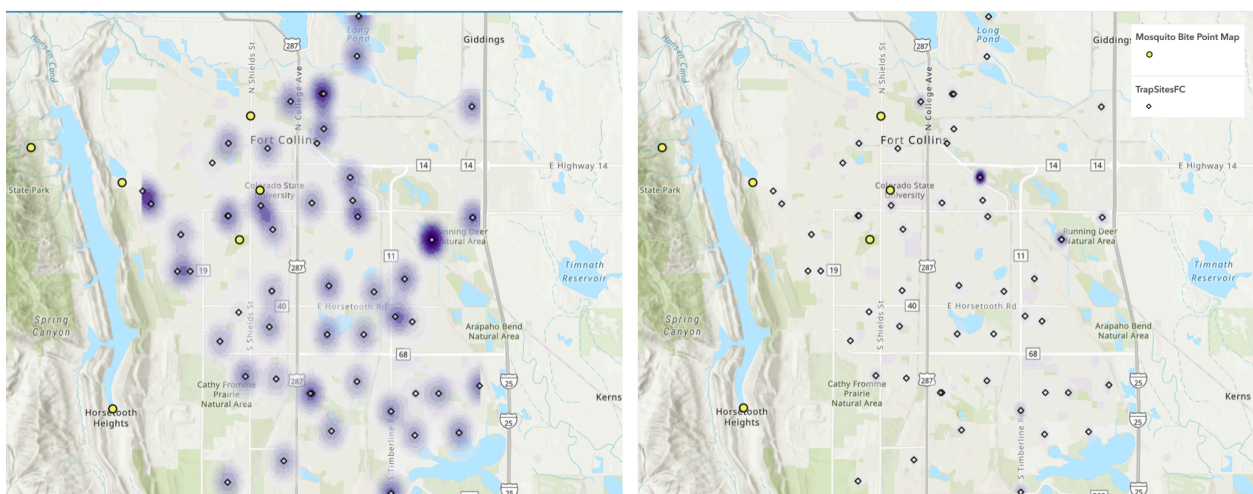 Hansen Cond
Long
Pond
Giddings
287
N Shields St
N College Ave
Fort Collins
14
14
E Highway 14
State Park
Colorado State
University
Running Deer
Natural Area
11
287
19
Timnath
Reservoir
40
E Horsetooth Rd
Spring
Canyon
S Shields St
Arapaho Bend
Natural Area
68
Cathy Fromme
Prairie
Natural Area
287
25
Kerns
Horsetooth
Heights
25
S Timberline
25
Long
Pond
Giddings
287
Mosquito Bite Point Map
TrapSitesFC
N Shields St
N College Ave
Fort Collins
14
14
E Highway 14
State Park
Colorado State
University
Running Deer
Natural Area
11
287
19
Timnath
Reservoir
40
E Horsetooth Rd
Spring
Canyon
S Shields St
Arapaho Bend
Natural Area
68
Cathy Fromme
Prairie
Natural Area
287
25
Kerns
Horsetooth
Heights
25
S Timberline
25